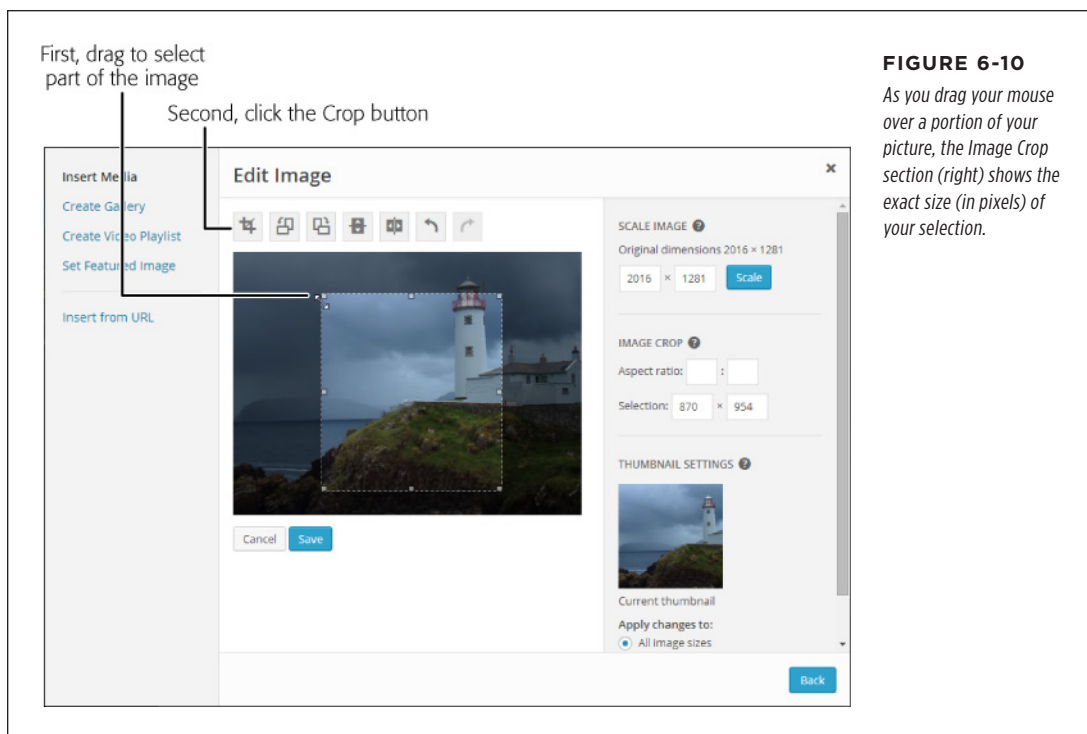 First, drag to select
part of the image
Second, click the Crop button
Insert Media
Create Gallery
Create Video Playlist
Set Featured Image
Insert from URL
Edit Image
×
SCALE IMAGE ?
Original dimensions 2016 × 1281
2016 × 1281 Scale
IMAGE CROP ?
Aspect ratio: :
Selection: 870 × 954
THUMBNAIL SETTINGS ?
Current thumbnail
Apply changes to:
All image sizes
Cancel Save
Back
FIGURE 6-10
As you drag your mouse
over a portion of your
picture, the Image Crop
section (right) shows the
exact size (in pixels) of
your selection.